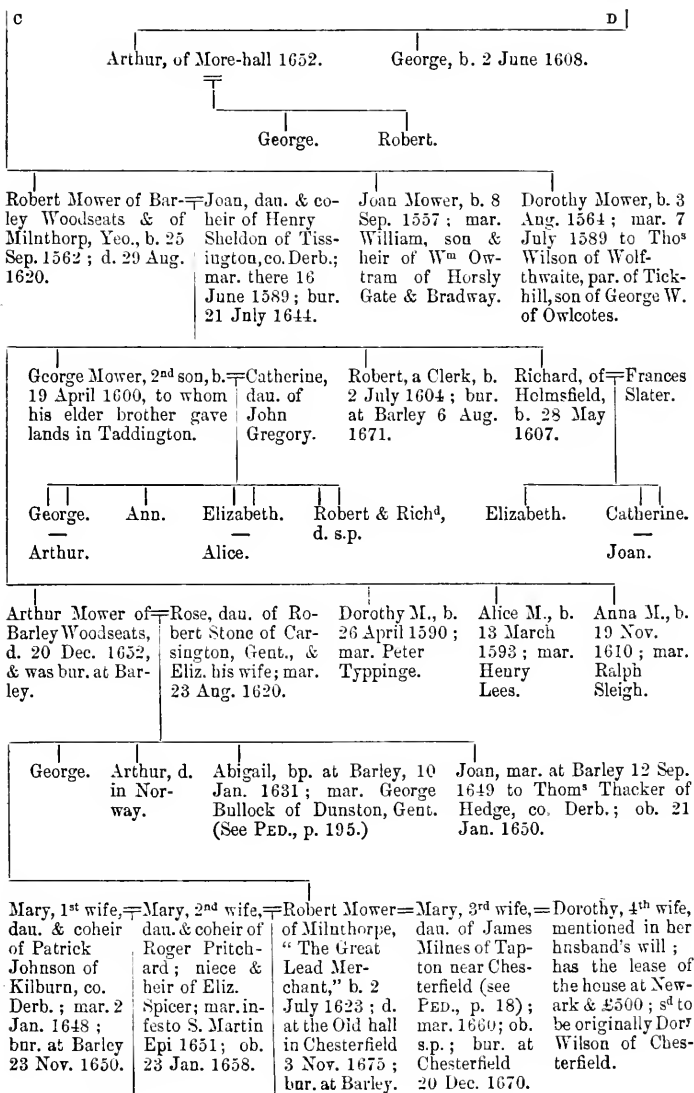 C D
Arthur, of More-hall 1652. George, b. 2 June 1608.
George. Robert.
Robert Mower of Bar-
ley Woodseats & of
Milnthorp, Yeo., b. 25
Sep. 1562 ; d. 29 Aug.
1620.
Joan, dau. & co-
heir of Henry
Sheldon of Tiss-
ington, co. Derb.;
mar. there 16
June 1589 ; bur.
21 July 1644.
Joan Mower, b. 8
Sep. 1557 ; mar.
William, son &
heir of Wm Ow-
tram of Horsly
Gate & Bradway.
Dorothy Mower, b. 3
Aug. 1564 ; mar. 7
July 1589 to Thos
Wilson of Wolf-
thwaite, par. of Tick-
hill, son of George W.
of Owlcotes.
George Mower, 2nd son, b.
19 April 1600, to whom
his elder brother gave
lands in Taddington.
Catherine,
dau. of
John
Gregory.
Robert, a Clerk, b.
2 July 1604 ; bur.
at Barley 6 Aug.
1671.
Richard, of
Holmsfield,
b. 28 May
1607.
Frances
Slater.
George. Ann. Elizabeth. Robert & Richd,
d. s.p.
Elizabeth. Catherine.
Arthur. Alice. Joan.
Arthur Mower of
Barley Woodseats,
d. 20 Dec. 1652,
& was bur. at Bar-
ley.
Rose, dau. of Ro-
bert Stone of Car-
sington, Gent., &
Eliz. his wife; mar.
23 Aug. 1620.
Dorothy M., b.
26 April 1590 ;
mar. Peter
Typpinge.
Alice M., b.
13 March
1593 ; mar.
Henry
Lees.
Anna M., b.
19 Nov.
1610 ; mar.
Ralph
Sleigh.
George. Arthur, d.
in Nor-
way.
Abigail, bp. at Barley, 10
Jan. 1631 ; mar. George
Bullock of Dunston, Gent.
(See PED., p. 195.)
Joan, mar. at Barley 12 Sep.
1649 to Thoms Thacker of
Hedge, co. Derb. ; ob. 21
Jan. 1650.
Mary, 1st wife,
dau. & coheir
of Patrick
Johnson of
Kilburn, co.
Derb. ; mar. 2
Jan. 1648 ;
bur. at Barley
23 Nov. 1650.
Mary, 2nd wife,
dau. & coheir of
Roger Pritch-
ard ; niece &
heir of Eliz.
Spicer; mar. in-
festo S. Martin
Epi 1651 ; ob.
23 Jan. 1658.
Robert Mower
of Milnthorpe,
" The Great
Lead Mer-
chant," b. 2
July 1623 ; d.
at the Old hall
in Chesterfield
3 Nov. 1675 ;
bur. at Barley.
Mary, 3rd wife,
dau. of James
Milnes of Tap-
ton near Ches-
terfield (see
PED., p. 18) ;
mar. 1660; ob.
s.p. ; bur. at
Chesterfield
20 Dec. 1670.
Dorothy, 4th wife,
mentioned in her
husband's will ;
has the lease of
the house at New-
ark & £500 ; sd to
be originally Dory
Wilson of Ches-
terfield.